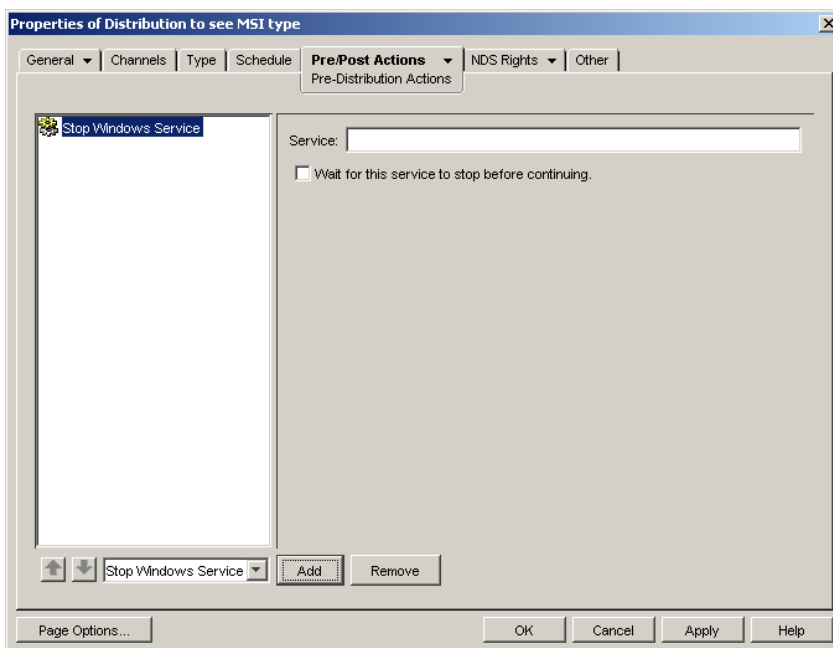 Properties of Distribution to see MSI type
General Channels Type Schedule Pre/Post Actions NDS Rights Other
Pre-Distribution Actions
Stop Windows Service
Service:
Wait for this service to stop before continuing.
Stop Windows Service Add Remove
Page Options... OK Cancel Apply Help